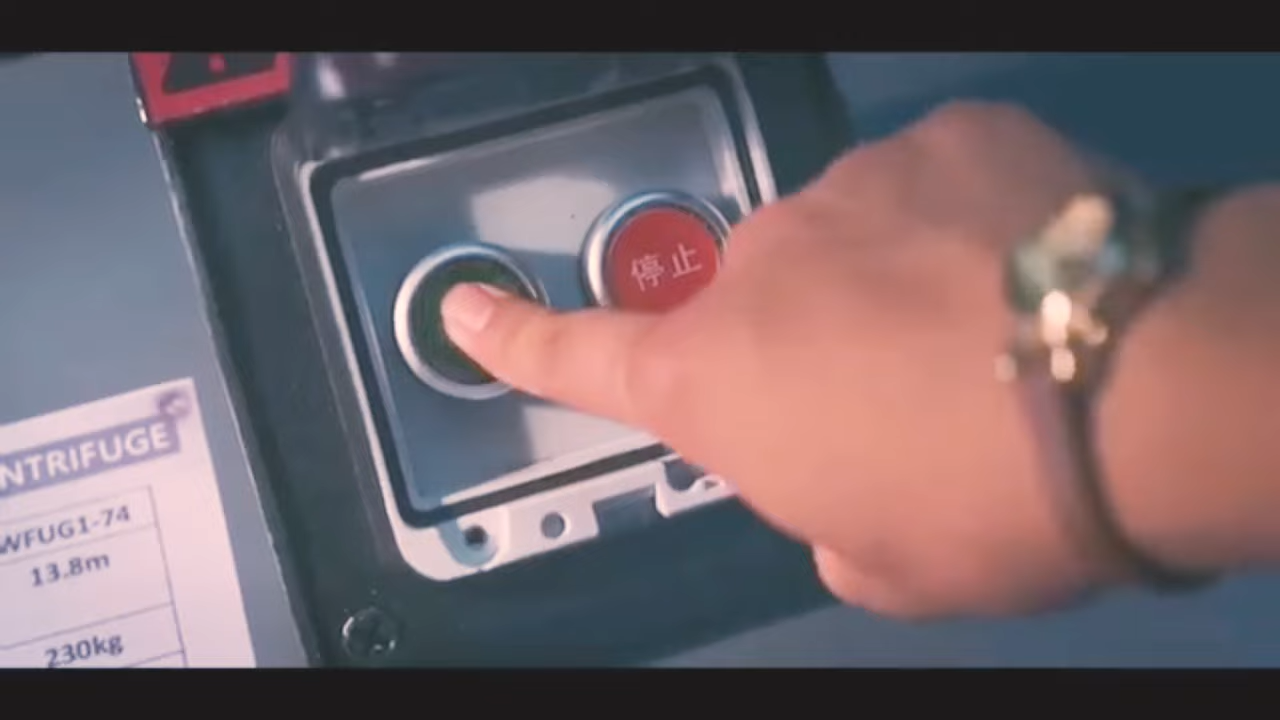 停止
NTRIFUGE
WFUG1-74
13.8m
230kg